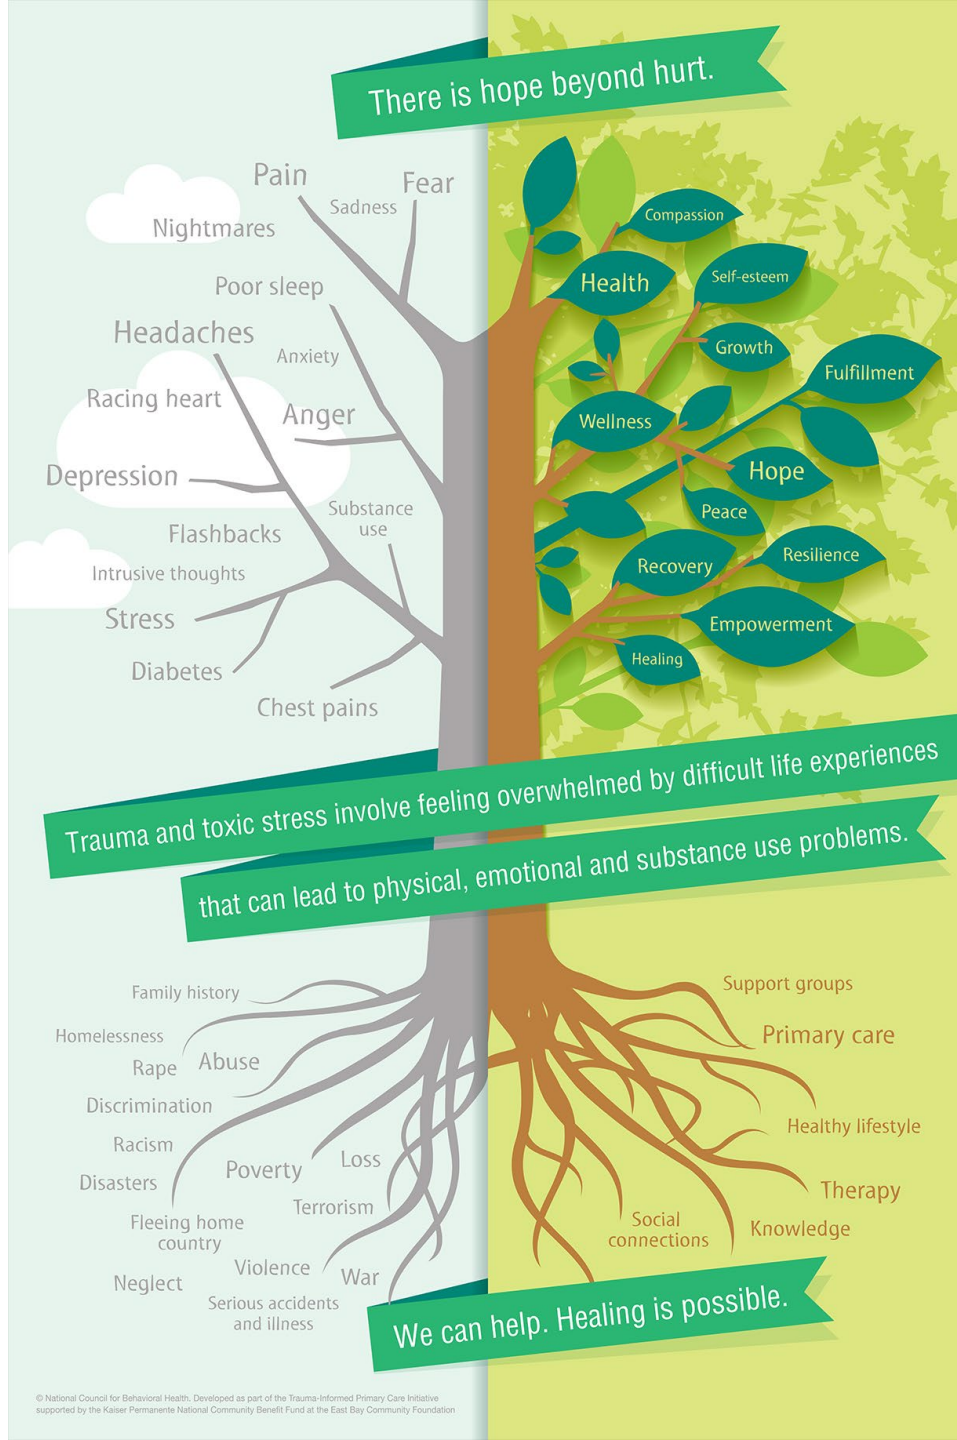 There is hope beyond hurt.
Pain
Fear
Sadness
Nightmares
Poor sleep
Headaches
Anxiety
Racing heart
Anger
Depression
Substance
use
Flashbacks
Intrusive thoughts
Stress
Diabetes
Chest pains
Compassion
Health
Self-esteem
Growth
Fulfillment
Wellness
Hope
Peace
Recovery
Resilience
Empowerment
Healing
Trauma and toxic stress involve feeling overwhelmed by difficult life experiences
that can lead to physical, emotional and substance use problems.
Family history
Homelessness
Rape
Abuse
Discrimination
Racism
Poverty
Loss
Disasters
Terrorism
Fleeing home
country
Violence
War
Neglect
Serious accidents
and illness
Support groups
Primary care
Healthy lifestyle
Therapy
Social
connections
Knowledge
We can help. Healing is possible.
© National Council for Behavioral Health. Developed as part of the Trauma-Informed Primary Care Initiative
supported by the Kaiser Permanente National Community Benefit Fund at the East Bay Community Foundation